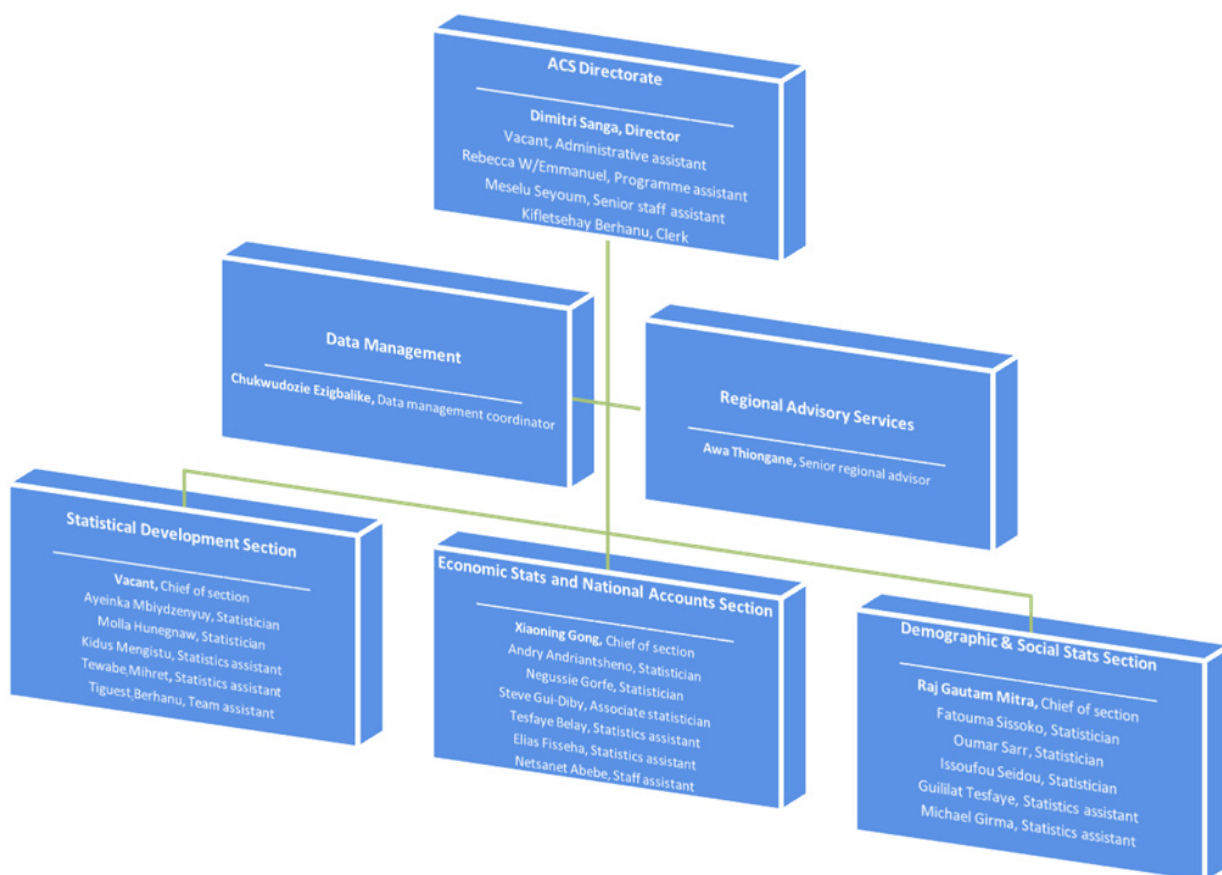 ACS Directorate
Dimitri Sanga, Director
Vacant, Administrative assistant
Rebecca W/Emmanuel, Programme assistant
Meselu Seyoum, Senior staff assistant
Kifletsehay Berhanu, Clerk
Data Management
Chukwudozie Ezigbalike, Data management coordinator
Regional Advisory Services
Awa Thiongane, Senior regional advisor
Statistical Development Section
Vacant, Chief of section
Ayeinka Mbiydzenyuy, Statistician
Molla Hunegnaw, Statistician
Kidus Mengistu, Statistics assistant
Tewabe Mihret, Statistics assistant
Tiguest Berhanu, Team assistant
Economic Stats and National Accounts Section
Xiaoning Gong, Chief of section
Andry Andriantsheno, Statistician
Negussie Gorfe, Statistician
Steve Gui-Diby, Associate statistician
Tesfaye Belay, Statistics assistant
Elias Fisseha, Statistics assistant
Netsanet Abebe, Staff assistant
Demographic & Social Stats Section
Raj Gautam Mitra, Chief of section
Fatouma Sissoko, Statistician
Oumar Sarr, Statistician
Issoufou Seidou, Statistician
Guililat Tesfaye, Statistics assistant
Michael Girma, Statistics assistant